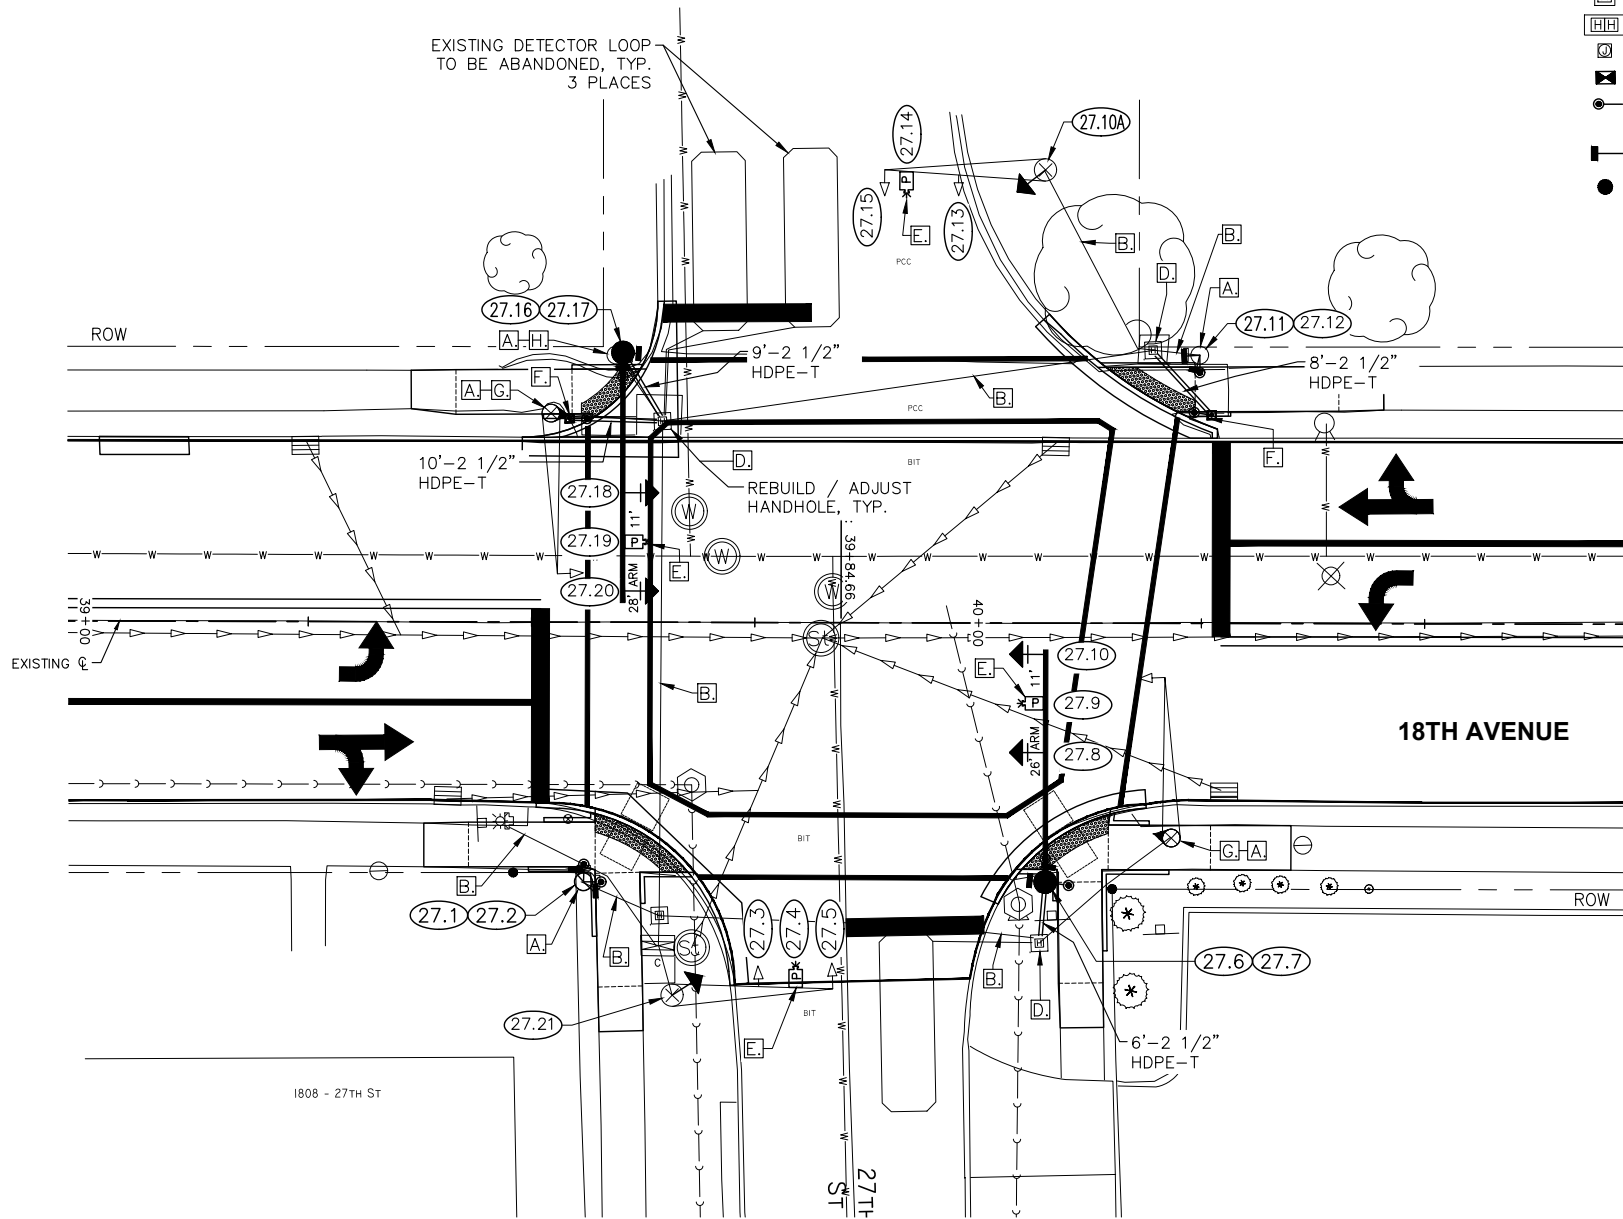 HH
J
EXISTING DETECTOR LOOP
TO BE ABANDONED, TYP.
3 PLACES
27.14
27.10A
P
27.15
E.
27.13
PCC
B.
B.
D.
A.
27.16
27.17
27.11
27.12
ROW
A.
H.
9'-2 1/2"
HDPE-T
8'-2 1/2"
HDPE-T
F.
A.
G.
B.
PCC
10'-2 1/2"
HDPE-T
D.
BIT
F.
REBUILD / ADJUST
HANDHOLE, TYP.
27.18
11'
W
27.19
P
E.
W
39-84.66
27.20
28' ARM
W
39+00
40+00
EXISTING ℄
St
27.10
E.
11'
B.
P
27.9
18TH AVENUE
26' ARM
27.8
BIT
G.
A.
B.
27.1
27.2
27.3
27.4
27.5
ROW
A.
B.
St
C
H
27.6
27.7
P
B.
D.
27.21
BIT
E.
6'-2 1/2"
HDPE-T
1808 - 27TH ST
27TH
ST